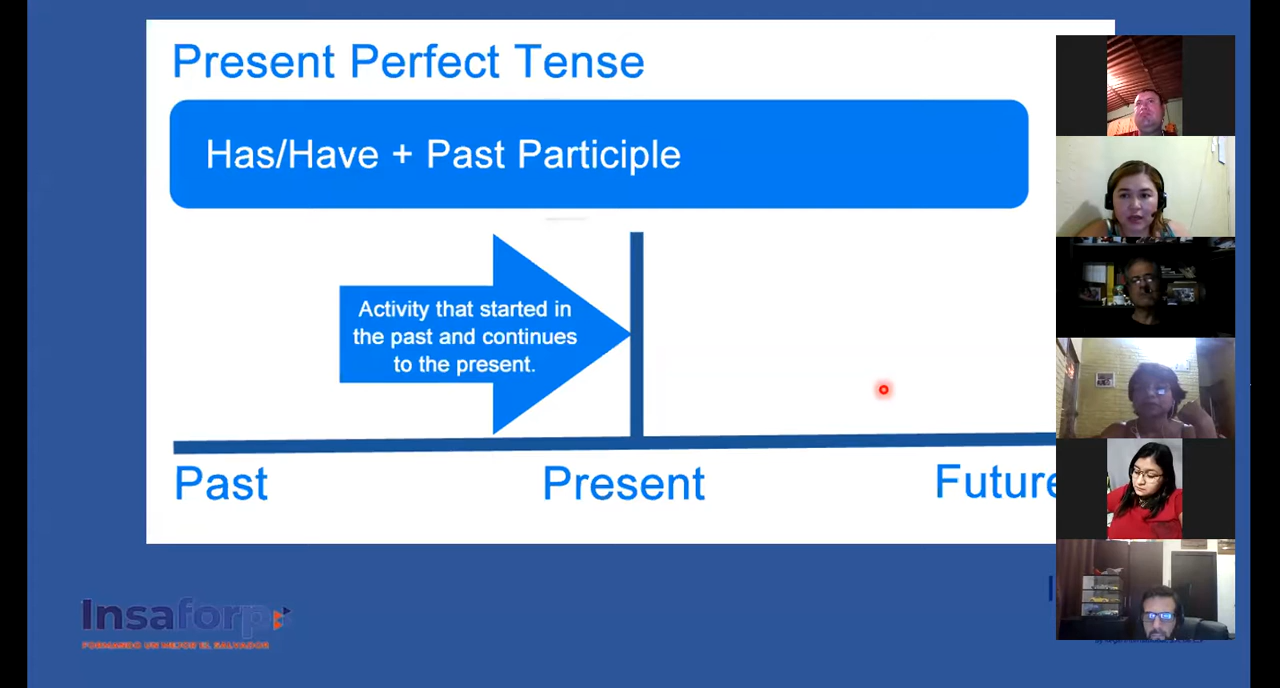 Present Perfect Tense
Has/Have + Past Participle
Activity that started in
the past and continues
to the present.
Past
Present
Future
Insaforp
FORMANDO UN MEJOR EL SALVADOR